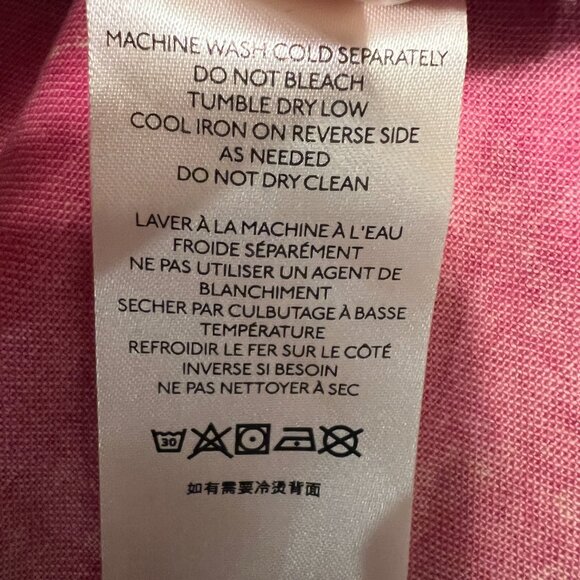 MACHINE WASH COLD SEPARATELY
DO NOT BLEACH
TUMBLE DRY LOW
COOL IRON ON REVERSE SIDE
AS NEEDED
DO NOT DRY CLEAN
LAVER À LA MACHINE À L'EAU
FROIDE SÉPARÉMENT
NE PAS UTILISER UN AGENT DE
BLANCHIMENT
SECHER PAR CULBUTAGE À BASSE
TEMPÉRATURE
REFROIDIR LE FER SUR LE CÔTÉ
INVERSE SI BESOIN
NE PAS NETTOYER À SEC
30
如有需要冷烫背面